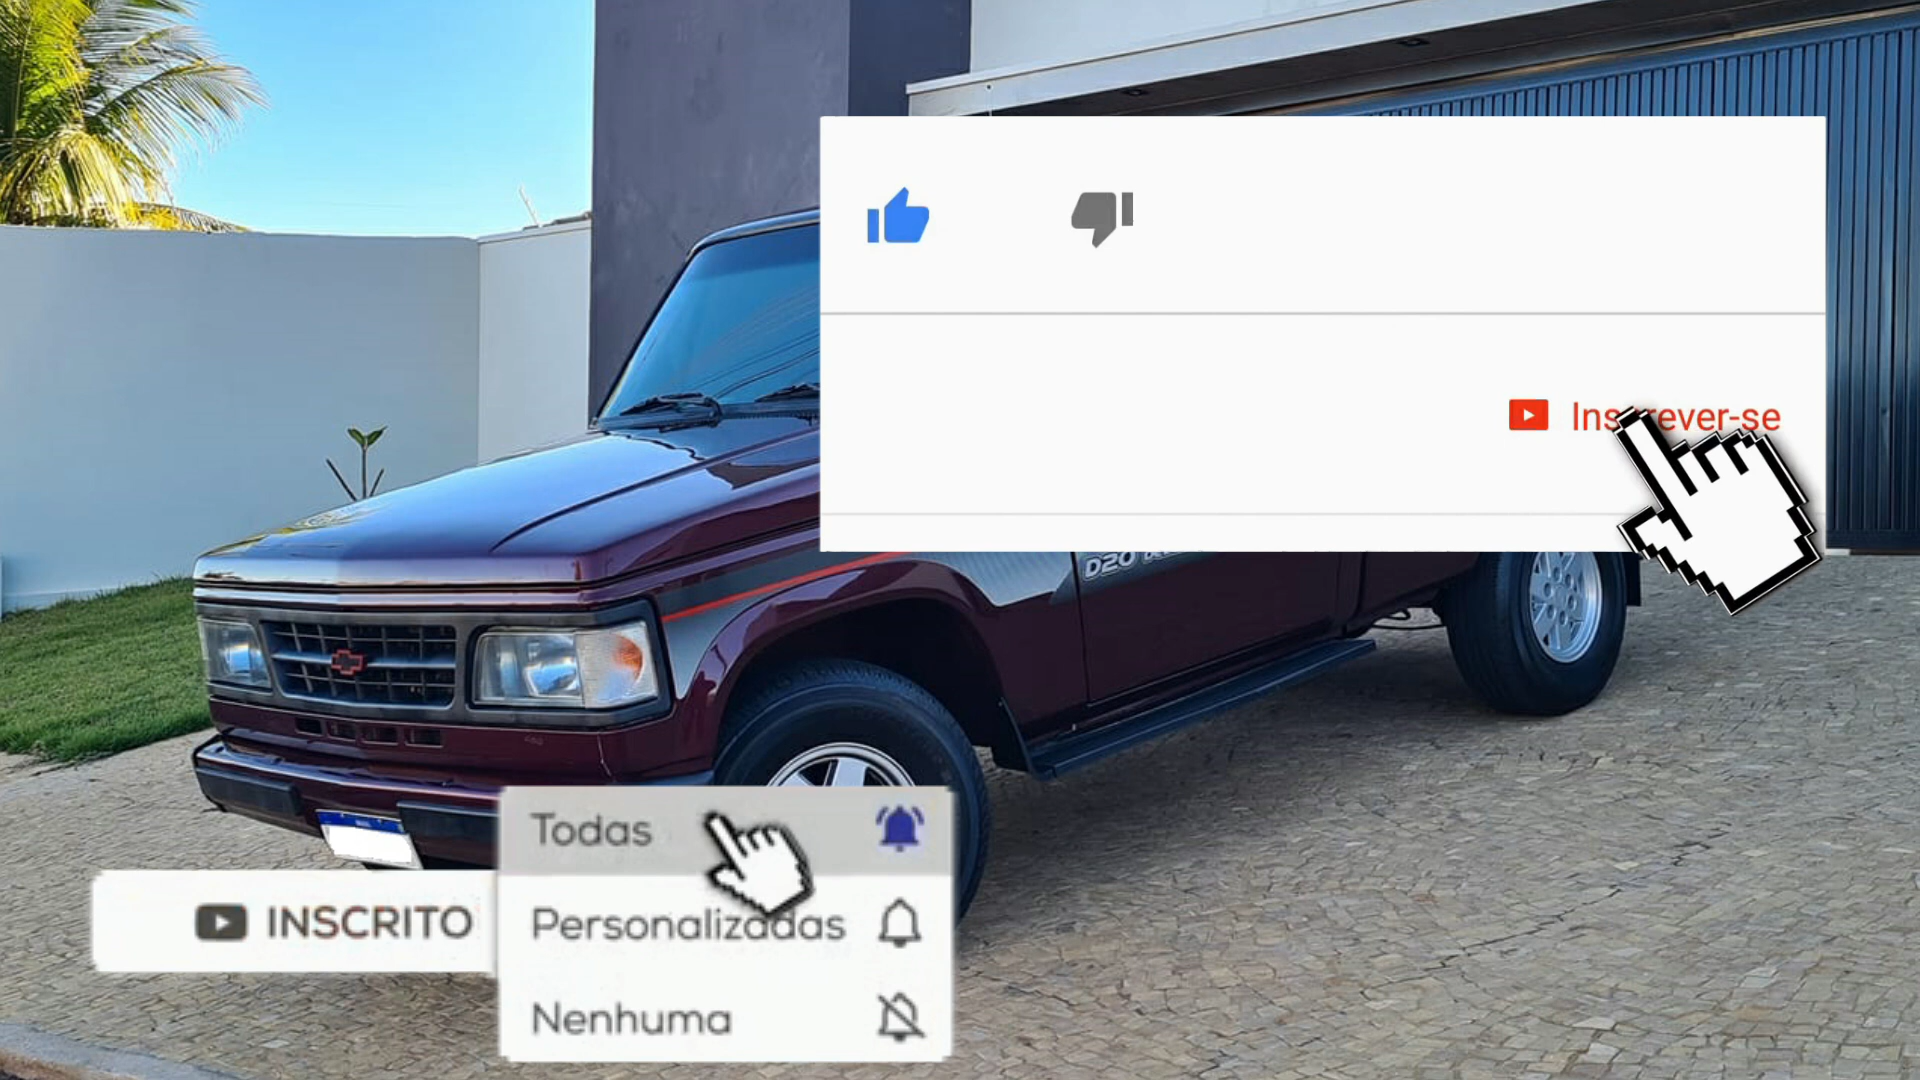 Inscrever-se
D20
Todas
INSCRITO
Personalizadas
Nenhuma